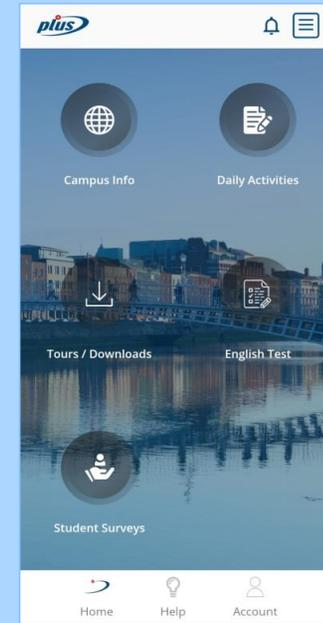 plus
Campus Info
Daily Activities
Tours / Downloads
English Test
Student Surveys
Home
Help
Account